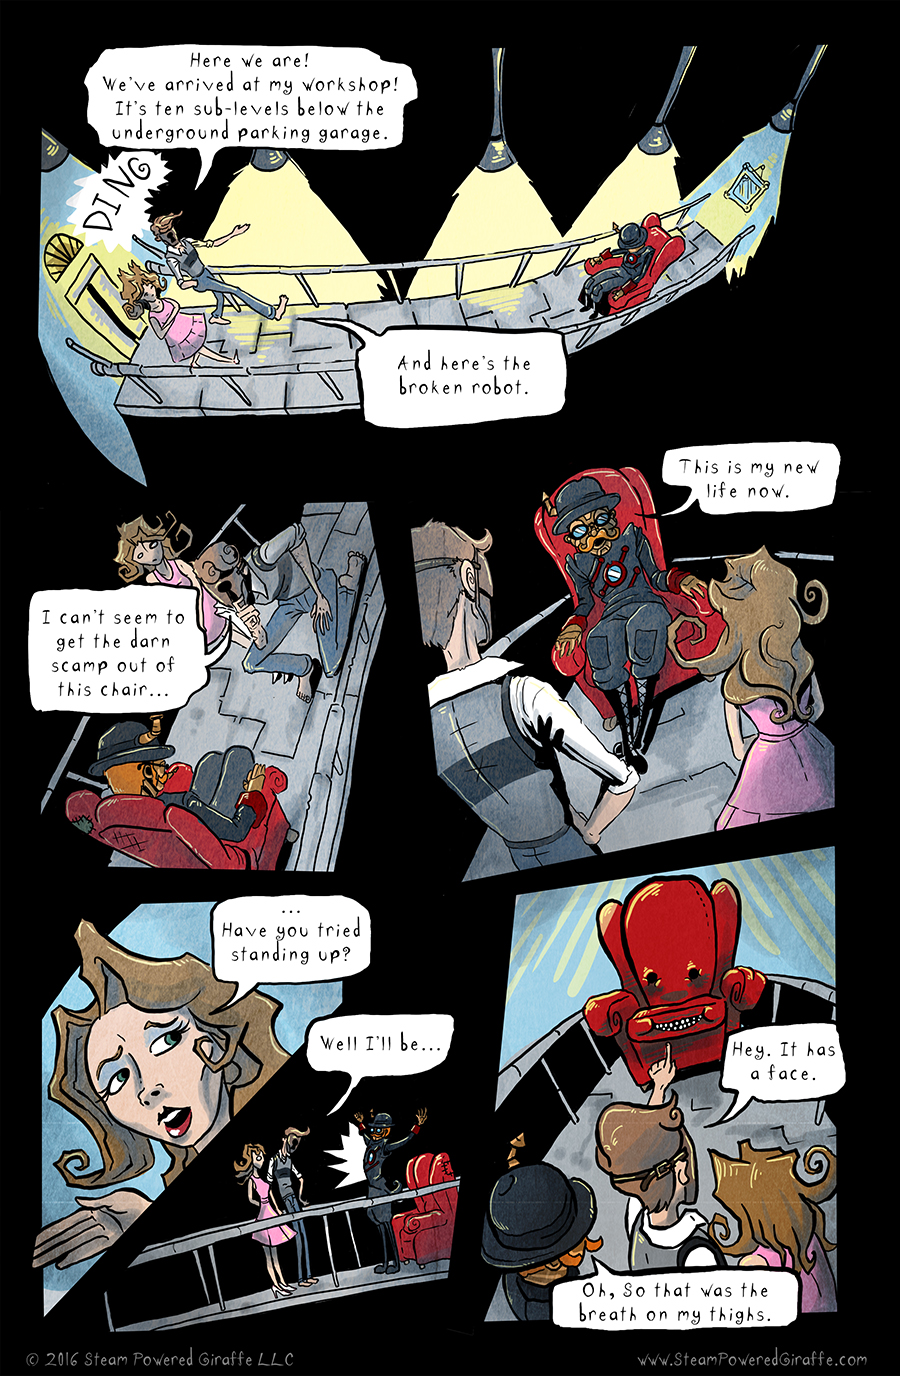 Here we are!
We've arrived at my workshop!
It's ten sub-levels below the
underground parking garage.
DING
And here's the
broken robot.
I can't seem to
get the darn
scamp out of
this chair...
This is my new
life now.
...
Have you tried
standing up?
Well I'll be...
Hey. It has
a face.
Oh, So that was the
breath on my thighs.
© 2016 Steam Powered Giraffe LLC
www.SteamPoweredGiraffe.com